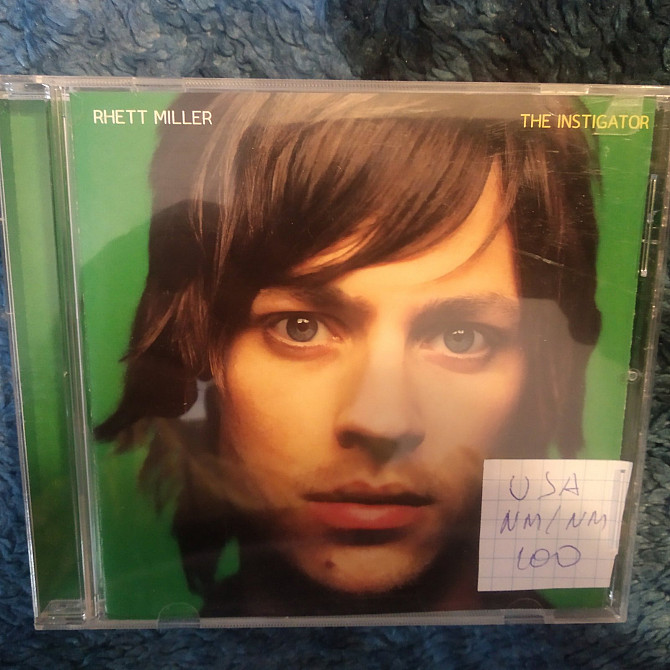 RHETT MILLER
THE INSTIGATOR
USA
NM/NM
100